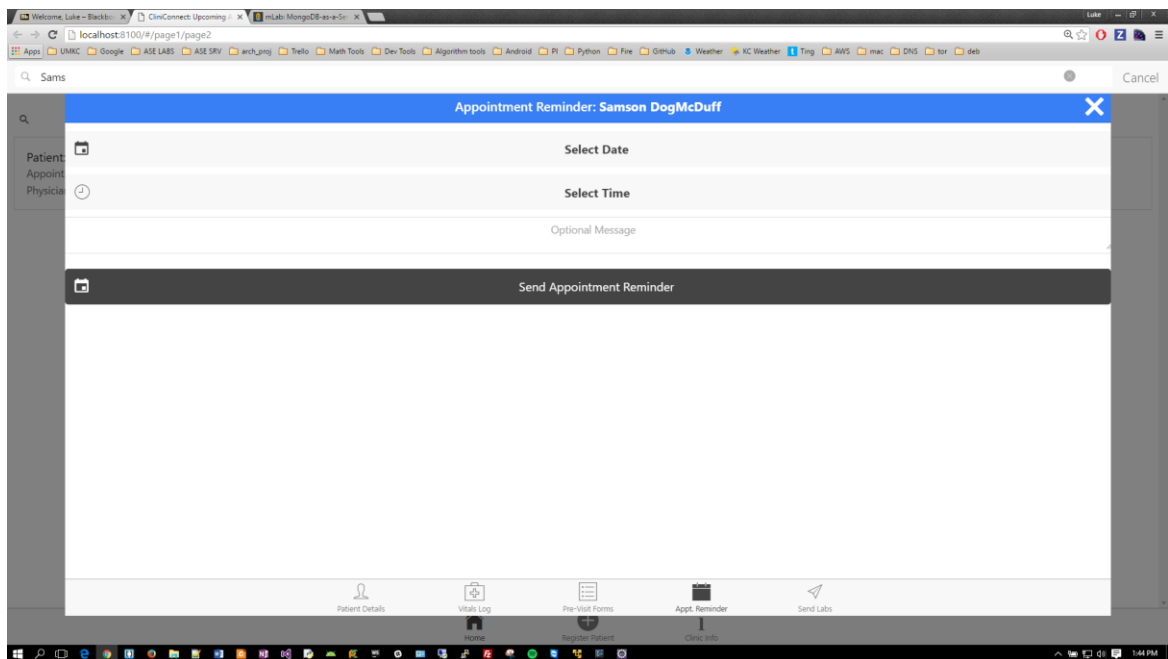 Welcome, Luke – Blackbo
CliniConnect: Upcoming A
mLab: MongoDB-as-a-Ser
Luke
localhost:8100/#/page1/page2
Apps UMKC Google ASE LABS ASE SRV arch_proj Trello Math Tools Dev Tools Algorithm tools Android PI Python Fire GitHub Weather KC Weather Ting AWS mac DNS tor deb
Sams
Cancel
Appointment Reminder: Samson DogMcDuff
Patient:
Appoint
Physicia
Select Date
Select Time
Optional Message
Send Appointment Reminder
Patient Details Vitals Log Pre-Visit Forms Appt. Reminder Send Labs
Home Register Patient Clinic Info
1:44 PM